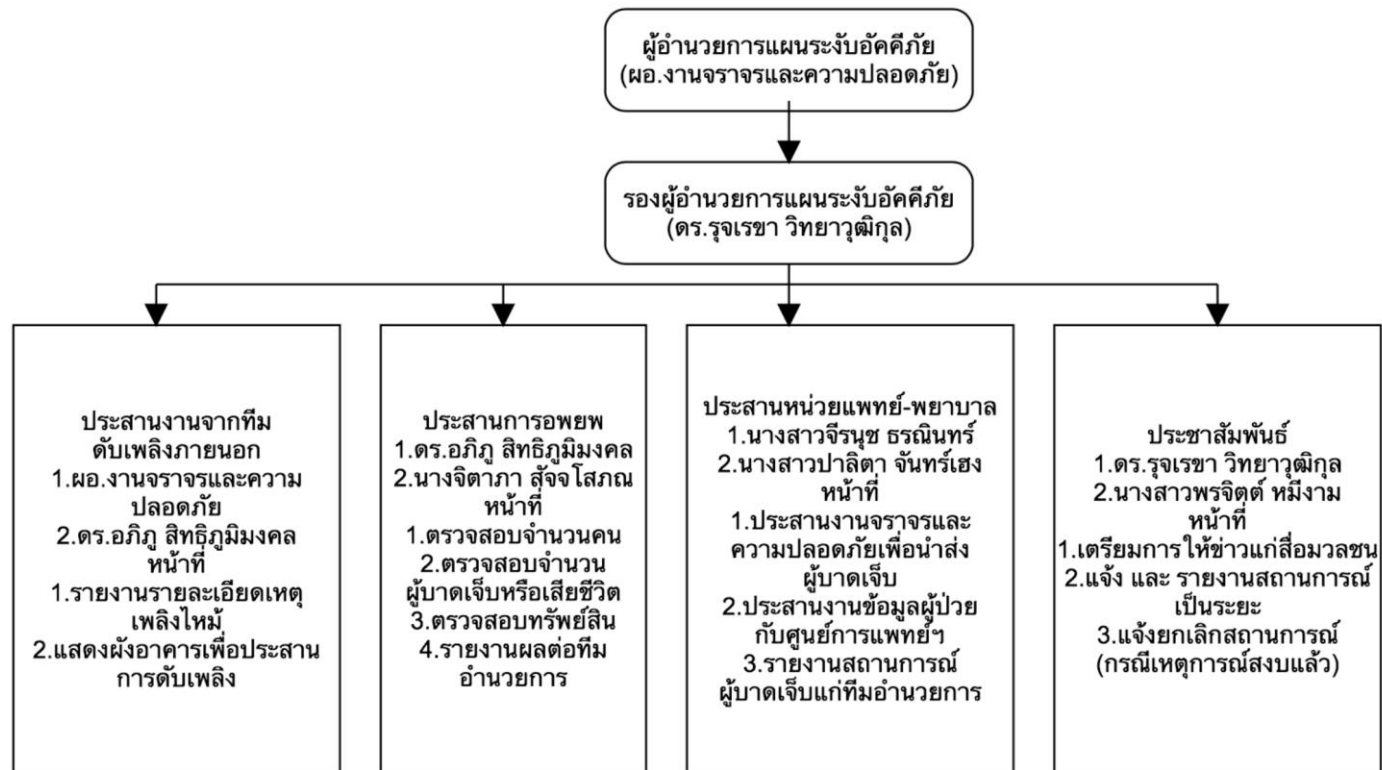 ผู้อำนวยการแผนระงับอัคคีภัย
(ผอ.งานจราจรและความปลอดภัย)
รองผู้อำนวยการแผนระงับอัคคีภัย
(ดร.รุจเรขา วิทยาวุฒิกุล)
ประสานงานจากทีม
ดับเพลิงภายนอก
1.ผอ.งานจราจรและความ
ปลอดภัย
2.ดร.อภิภู สิทธิภูมิมงคล
หน้าที่
1.รายงานรายละเอียดเหตุ
เพลิงไหม้
2.แสดงผังอาคารเพื่อประสาน
การดับเพลิง
ประสานการอพยพ
1.ดร.อภิภู สิทธิภูมิมงคล
2.นางจิตาภา สัจจโสภณ
หน้าที่
1.ตรวจสอบจำนวนคน
2.ตรวจสอบจำนวน
ผู้บาดเจ็บหรือเสียชีวิต
3.ตรวจสอบทรัพย์สิน
4.รายงานผลต่อทีม
อำนวยการ
ประสานหน่วยแพทย์-พยาบาล
1.นางสาวจีรนุช ธรณินทร์
2.นางสาวปาลิตา จันทร์เฮง
หน้าที่
1.ประสานงานจราจรและ
ความปลอดภัยเพื่อนำส่ง
ผู้บาดเจ็บ
2.ประสานงานข้อมูลผู้ป่วย
กับศูนย์การแพทย์ฯ
3.รายงานสถานการณ์
ผู้บาดเจ็บแก่ทีมอำนวยการ
ประชาสัมพันธ์
1.ดร.รุจเรขา วิทยาวุฒิกุล
2.นางสาวพรจิตต์ หมีงาม
หน้าที่
1.เตรียมการให้ข่าวแก่สื่อมวลชน
2.แจ้ง และ รายงานสถานการณ์
เป็นระยะ
3.แจ้งยกเลิกสถานการณ์
(กรณีเหตุการณ์สงบแล้ว)